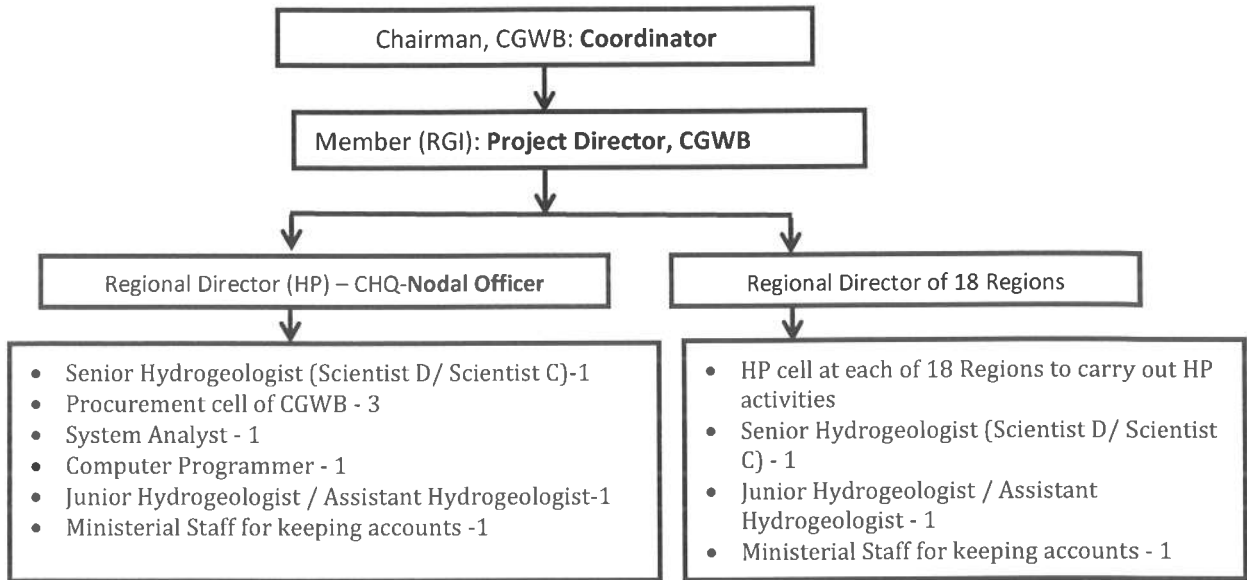 Chairman, CGWB: Coordinator
Member (RGI): Project Director, CGWB
Regional Director (HP) – CHQ-Nodal Officer
Regional Director of 18 Regions
• Senior Hydrogeologist (Scientist D/ Scientist C)-1
• Procurement cell of CGWB - 3
• System Analyst - 1
• Computer Programmer - 1
• Junior Hydrogeologist / Assistant Hydrogeologist-1
• Ministerial Staff for keeping accounts -1
• HP cell at each of 18 Regions to carry out HP
activities
• Senior Hydrogeologist (Scientist D/ Scientist
C) - 1
• Junior Hydrogeologist / Assistant
Hydrogeologist - 1
• Ministerial Staff for keeping accounts - 1